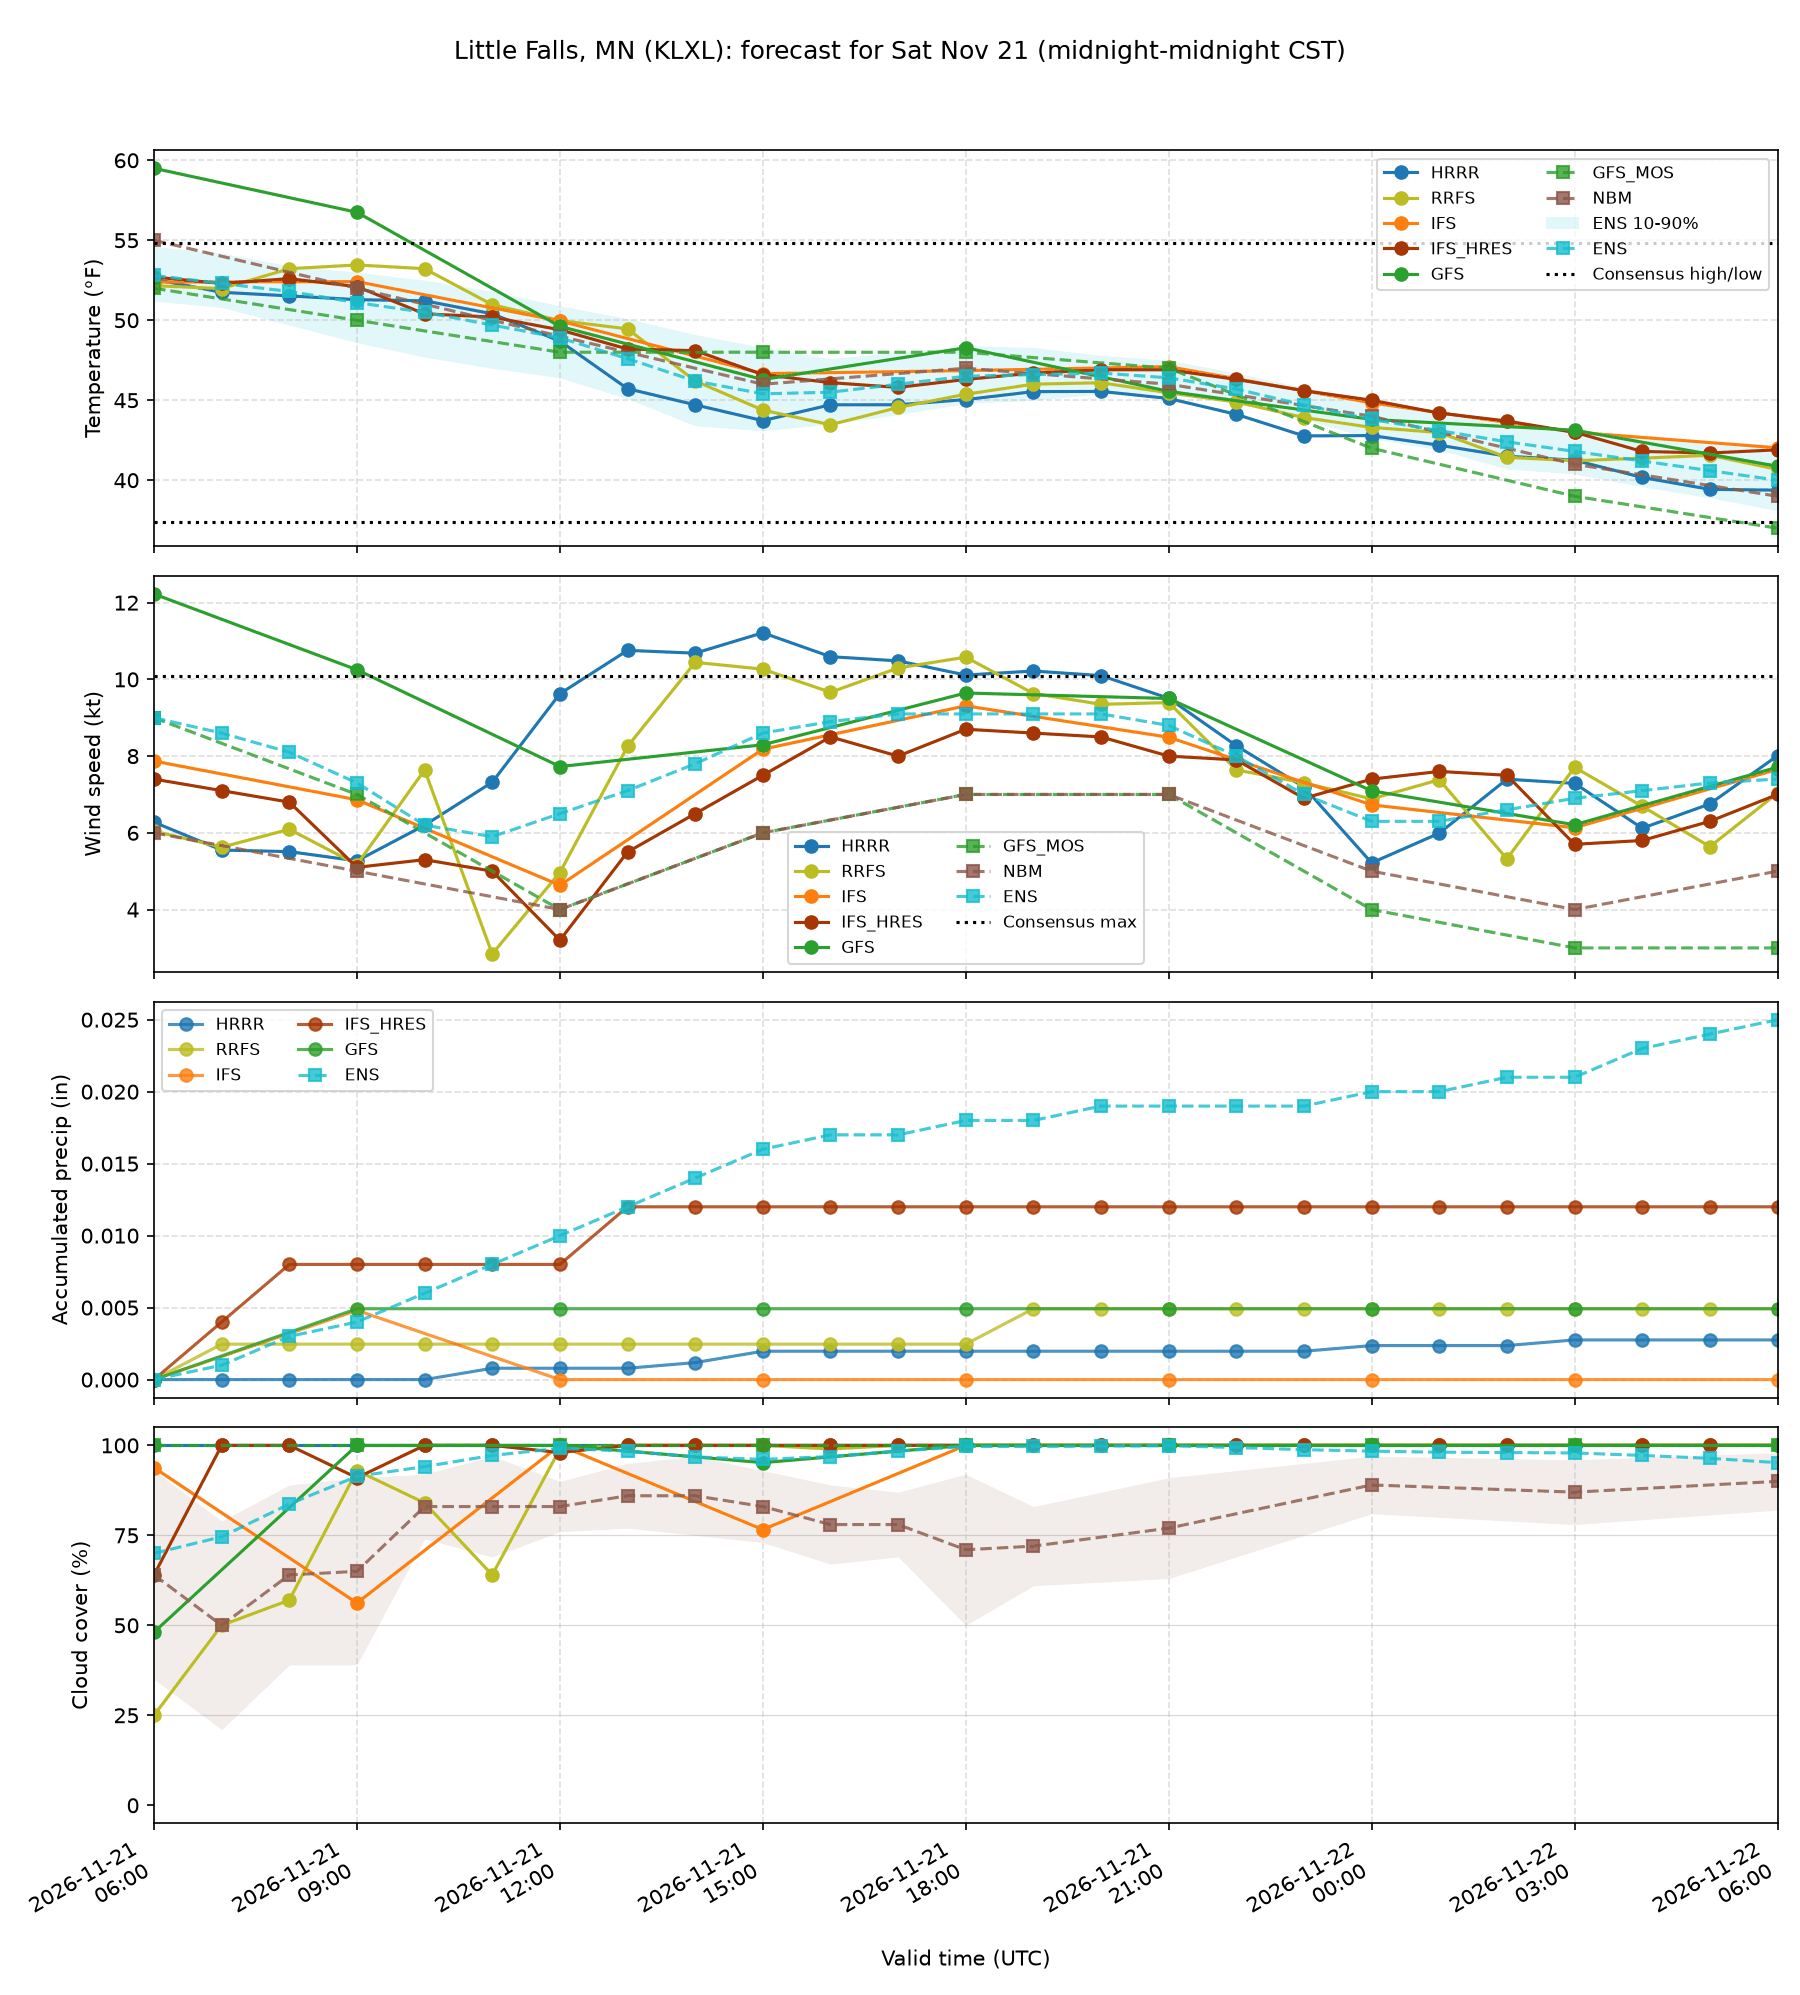 Little Falls, MN (KLXL): forecast for Sat Nov 21 (midnight-midnight CST)
Temperature (°F)
60
55
50
45
40
HRRR
RRFS
IFS
IFS_HRES
GFS
GFS_MOS
NBM
ENS 10-90%
ENS
Consensus high/low
Wind speed (kt)
12
10
8
6
4
HRRR
RRFS
IFS
IFS_HRES
GFS
GFS_MOS
NBM
ENS
Consensus max
Accumulated precip (in)
0.025
0.020
0.015
0.010
0.005
0.000
HRRR
RRFS
IFS
IFS_HRES
GFS
ENS
Cloud cover (%)
100
75
50
25
0
2026-11-21
06:00
2026-11-21
09:00
2026-11-21
12:00
2026-11-21
15:00
2026-11-21
18:00
2026-11-21
21:00
2026-11-22
00:00
2026-11-22
03:00
2026-11-22
06:00
Valid time (UTC)